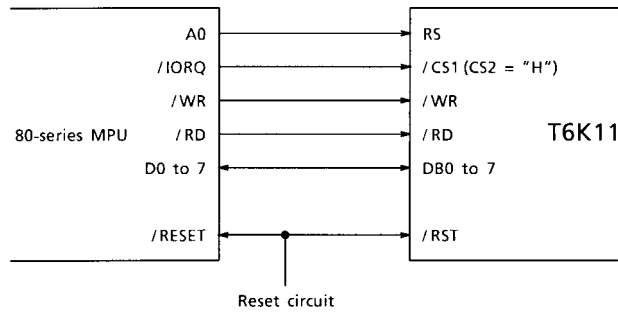 A0 RS
/IORQ /CS1 (CS2 = "H")
/WR /WR
80-series MPU /RD /RD T6K11
D0 to 7 DB0 to 7
/RESET /RST
Reset circuit